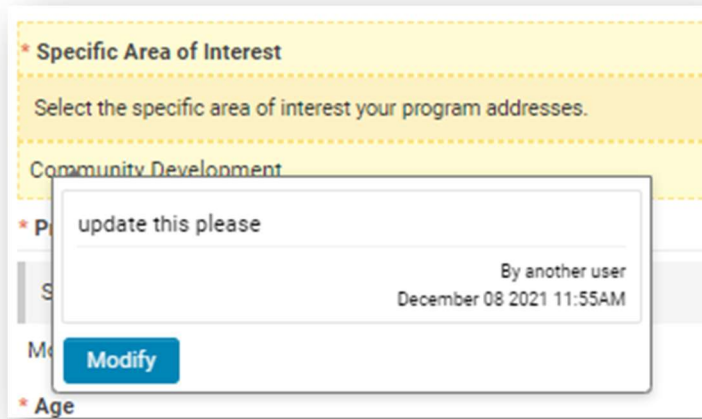 * Specific Area of Interest
Select the specific area of interest your program addresses.
Community Development
update this please
By another user
December 08 2021 11:55AM
Modify
* Age